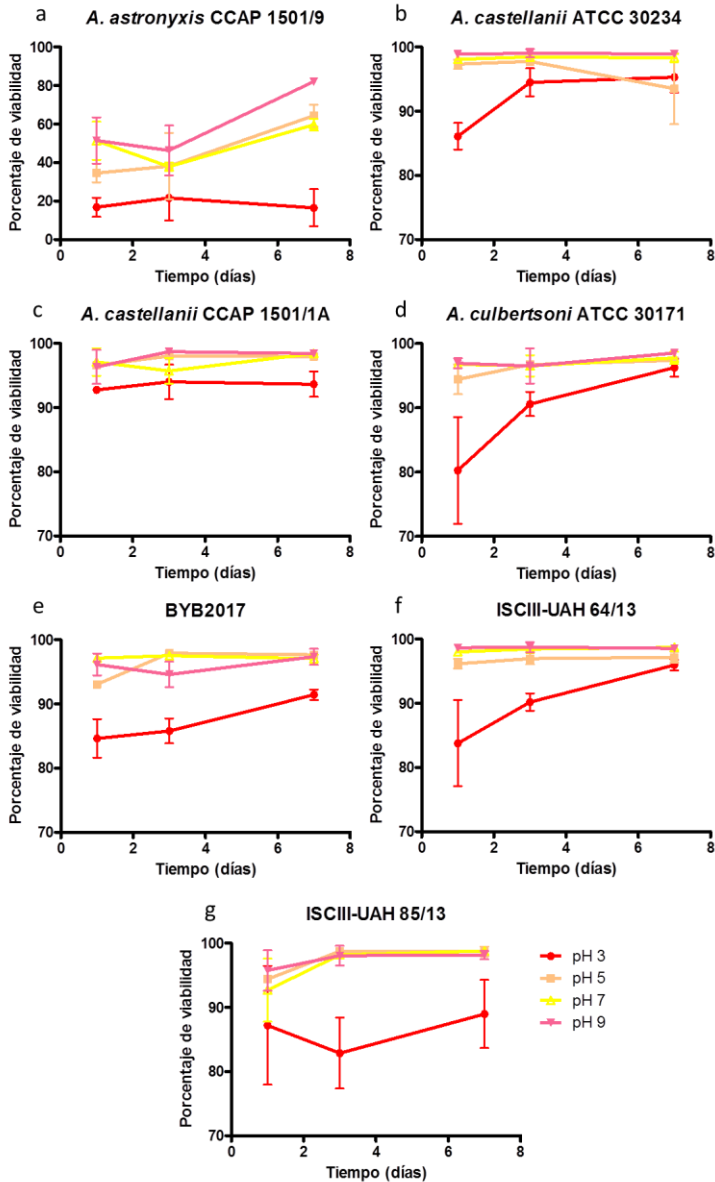 a
A. astronyxis CCAP 1501/9
Porcentaje de viabilidad
100
80
60
40
20
0
0 2 4 6 8
Tiempo (días)
b
A. castellanii ATCC 30234
Porcentaje de viabilidad
100
90
80
70
0 2 4 6 8
Tiempo (días)
c
A. castellanii CCAP 1501/1A
Porcentaje de viabilidad
100
90
80
70
0 2 4 6 8
Tiempo (días)
d
A. culbertsoni ATCC 30171
Porcentaje de viabilidad
100
90
80
70
0 2 4 6 8
Tiempo (días)
e
BYB2017
Porcentaje de viabilidad
100
90
80
70
0 2 4 6 8
Tiempo (días)
f
ISCIII-UAH 64/13
Porcentaje de viabilidad
100
90
80
70
0 2 4 6 8
Tiempo (días)
g
ISCIII-UAH 85/13
Porcentaje de viabilidad
100
90
80
70
0 2 4 6 8
Tiempo (días)
pH 3
pH 5
pH 7
pH 9